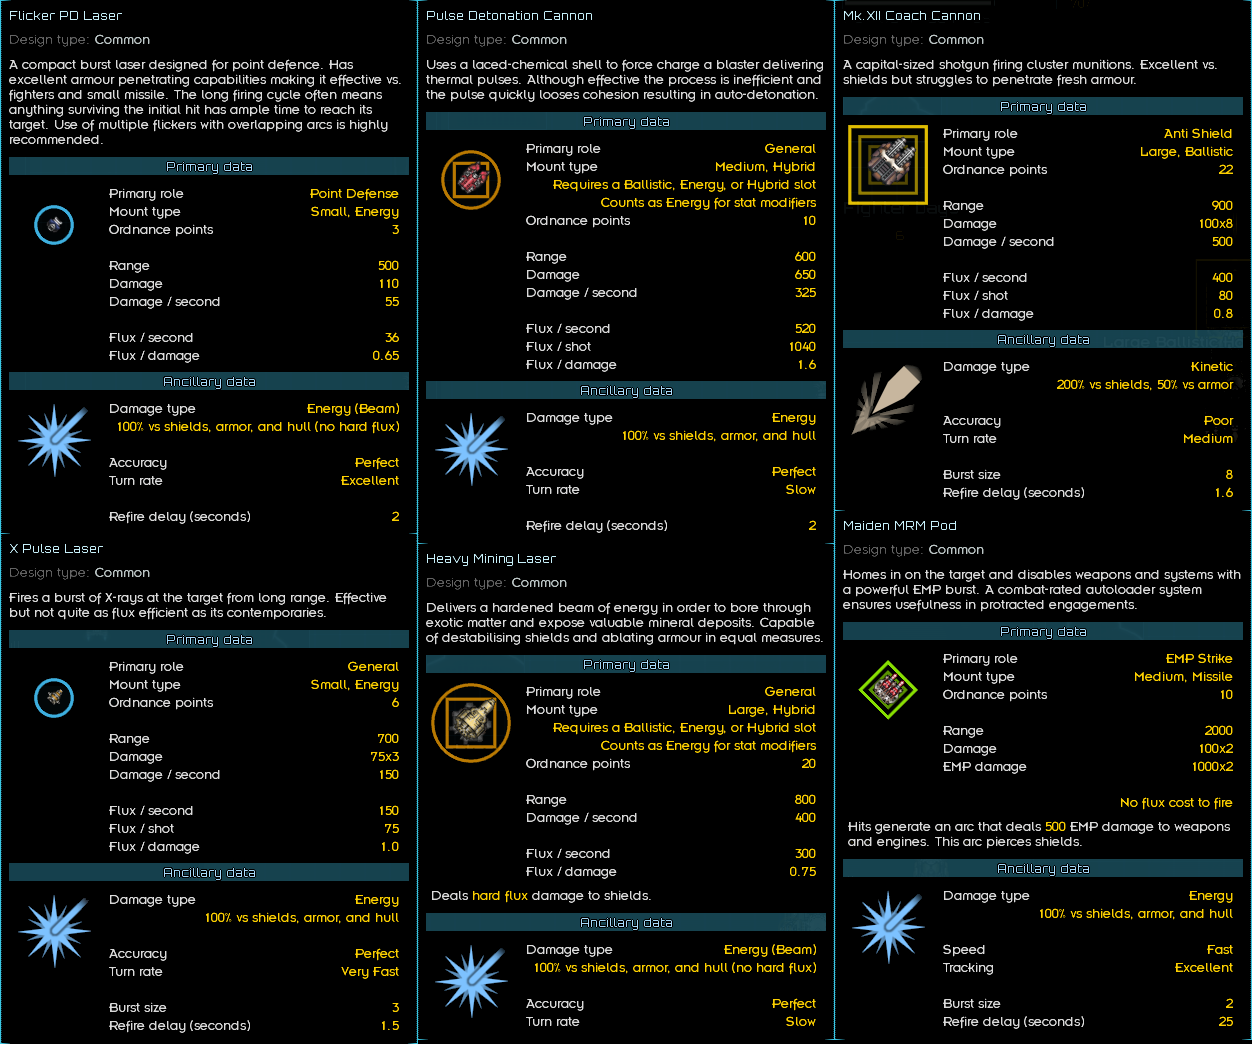 Flicker PD Laser
Design type: Common
A compact burst laser designed for point defence. Has
excellent armour penetrating capabilities making it effective vs.
fighters and small missile. The long firing cycle often means
anything surviving the initial hit has ample time to reach its
target. Use of multiple flickers with overlapping arcs is highly
recommended.
Primary data
Primary role Point Defense
Mount type Small, Energy
Ordnance points 3
Range 500
Damage 110
Damage / second 55
Flux / second 36
Flux / damage 0.65
Ancillary data
Damage type Energy (Beam)
100% vs shields, armor, and hull (no hard flux)
Accuracy Perfect
Turn rate Excellent
Refire delay (seconds) 2
X Pulse Laser
Design type: Common
Fires a burst of X-rays at the target from long range. Effective
but not quite as flux efficient as its contemporaries.
Primary data
Primary role General
Mount type Small, Energy
Ordnance points 6
Range 700
Damage 75x3
Damage / second 150
Flux / second 150
Flux / shot 75
Flux / damage 1.0
Ancillary data
Damage type Energy
100% vs shields, armor, and hull
Accuracy Perfect
Turn rate Very Fast
Burst size 3
Refire delay (seconds) 1.5
Pulse Detonation Cannon
Design type: Common
Uses a laced-chemical shell to force charge a blaster delivering
thermal pulses. Although effective the process is inefficient and
the pulse quickly looses cohesion resulting in auto-detonation.
Primary data
Primary role General
Mount type Medium, Hybrid
Requires a Ballistic, Energy, or Hybrid slot
Counts as Energy for stat modifiers
Ordnance points 10
Range 600
Damage 650
Damage / second 325
Flux / second 520
Flux / shot 1040
Flux / damage 1.6
Ancillary data
Damage type Energy
100% vs shields, armor, and hull
Accuracy Perfect
Turn rate Slow
Refire delay (seconds) 2
Heavy Mining Laser
Design type: Common
Delivers a hardened beam of energy in order to bore through
exotic matter and expose valuable mineral deposits. Capable
of destabilising shields and ablating armour in equal measures.
Primary data
Primary role General
Mount type Large, Hybrid
Requires a Ballistic, Energy, or Hybrid slot
Counts as Energy for stat modifiers
Ordnance points 20
Range 800
Damage / second 400
Flux / second 300
Flux / damage 0.75
Deals hard flux damage to shields.
Ancillary data
Damage type Energy (Beam)
100% vs shields, armor, and hull (no hard flux)
Accuracy Perfect
Turn rate Slow
Mk.XII Coach Cannon
Design type: Common
A capital-sized shotgun firing cluster munitions. Excellent vs.
shields but struggles to penetrate fresh armour.
Primary data
Primary role Anti Shield
Mount type Large, Ballistic
Ordnance points 22
Range 900
Damage 100x8
Damage / second 500
Flux / second 400
Flux / shot 80
Flux / damage 0.8
Ancillary data
Damage type Kinetic
200% vs shields, 50% vs armor
Accuracy Poor
Turn rate Medium
Burst size 8
Refire delay (seconds) 1.6
Maiden MRM Pod
Design type: Common
Homes in on the target and disables weapons and systems with
a powerful EMP burst. A combat-rated autoloader system
ensures usefulness in protracted engagements.
Primary data
Primary role EMP Strike
Mount type Medium, Missile
Ordnance points 10
Range 2000
Damage 100x2
EMP damage 1000x2
No flux cost to fire
Hits generate an arc that deals 500 EMP damage to weapons
and engines. This arc pierces shields.
Ancillary data
Damage type Energy
100% vs shields, armor, and hull
Speed Fast
Tracking Excellent
Burst size 2
Refire delay (seconds) 25